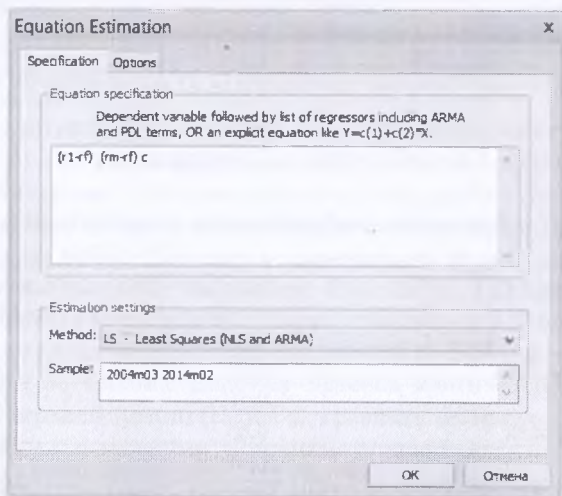 Equation Estimation x
Specification Options
Equation specification
Dependent variable followed by list of regressors including ARMA
and PDL terms, OR an explicit equation like Y=c(1)+c(2)*X.
(r1-rf) (rm-rf) c
Estimation settings
Method: LS - Least Squares (NLS and ARMA)
Sample: 2004m03 2014m02
OK Отмена